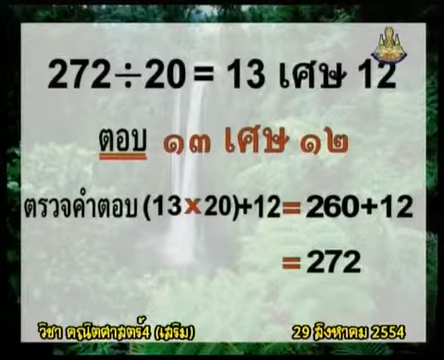 272÷20 = 13 เศษ 12
ตอบ ๑๓ เศษ ๑๒
ตรวจคำตอบ (13x20)+12=260+12
=272
วิชา คณิตศาสตร์4 (เสริม) 29 สิงหาคม 2554